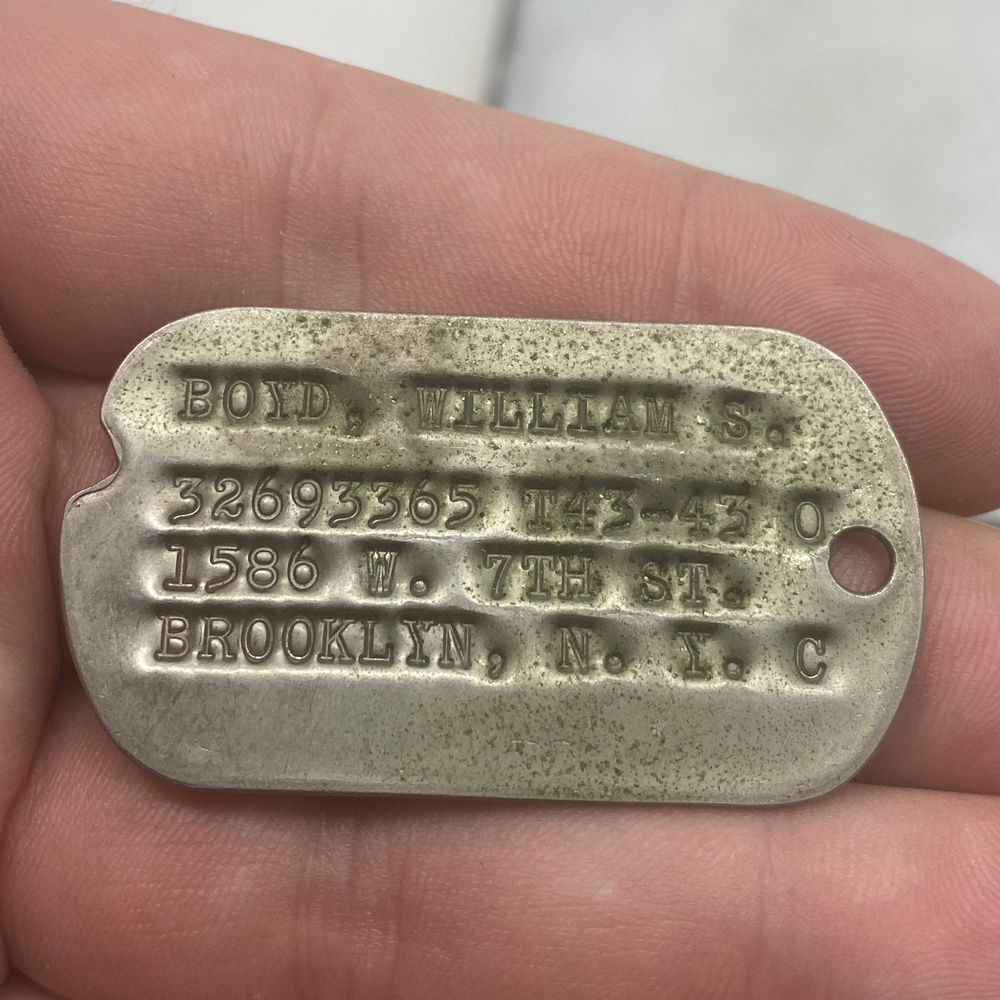 BOYD, WILLIAM S.
32693365 T43-43 O
1586 W. 7TH ST.
BROOKLYN, N. Y. C